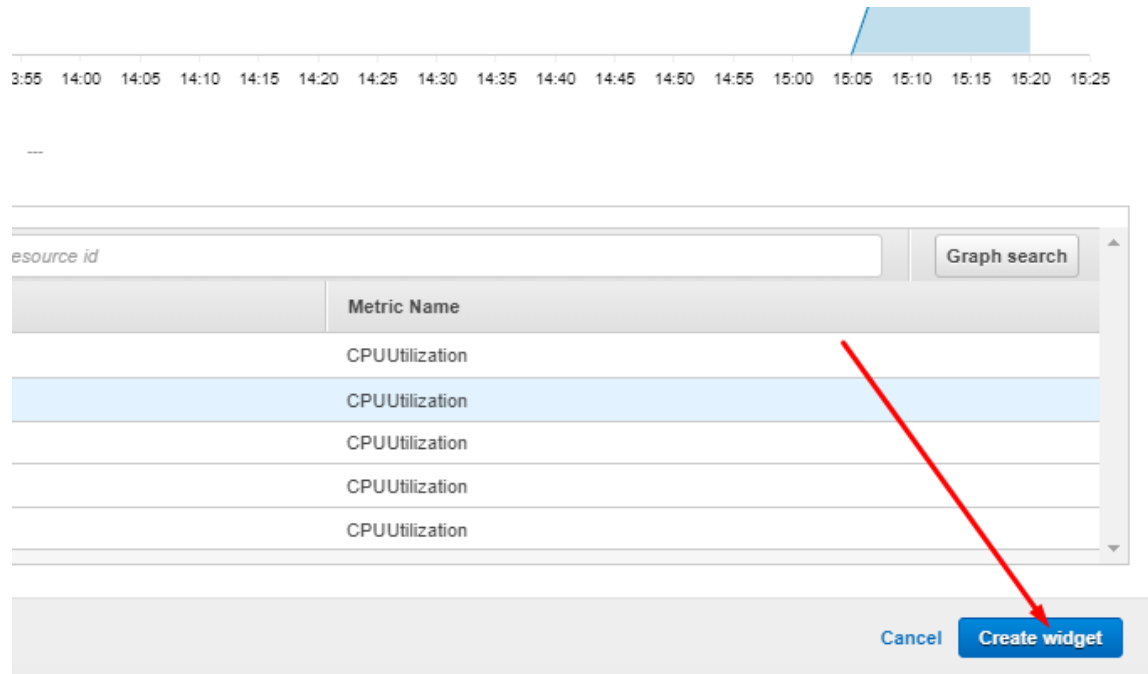 3:55 14:00 14:05 14:10 14:15 14:20 14:25 14:30 14:35 14:40 14:45 14:50 14:55 15:00 15:05 15:10 15:15 15:20 15:25
---
esource id Graph search
Metric Name
CPUUtilization
CPUUtilization
CPUUtilization
CPUUtilization
CPUUtilization
Cancel Create widget